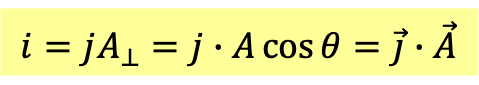 i = jA⊥ = j · A cos θ = j⃗ · A⃗